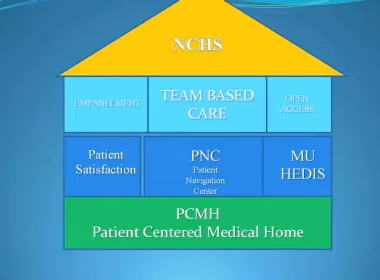 NCHS
EMPANELMENT
TEAM BASED
CARE
OPEN
ACCESS
Patient
Satisfaction
PNC
Patient
Navigation
Center
MU
HEDIS
PCMH
Patient Centered Medical Home